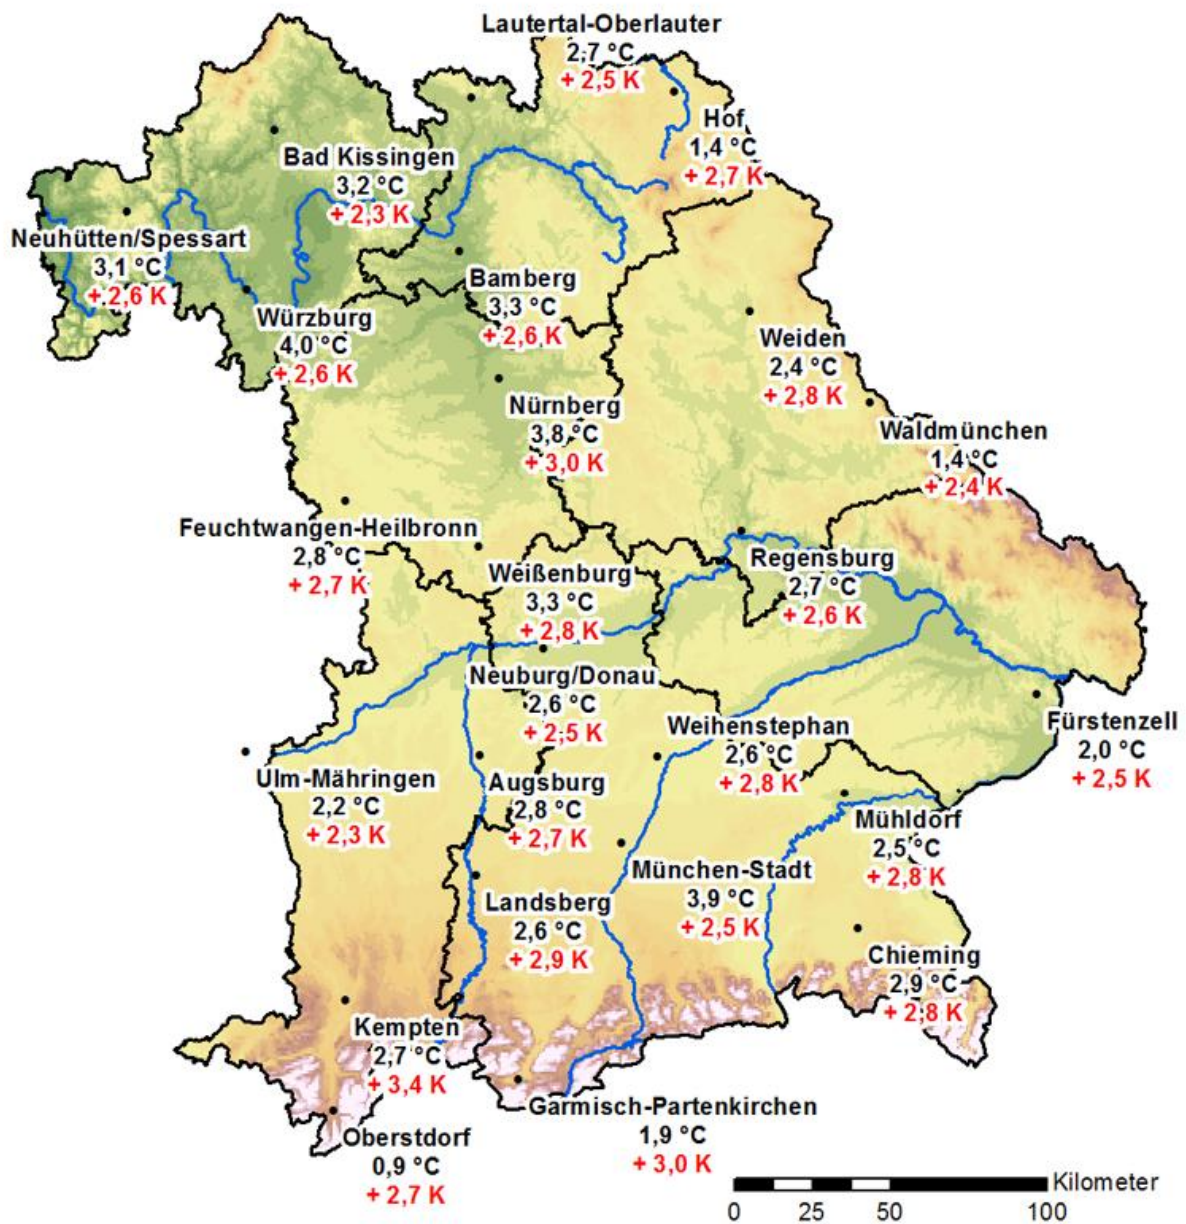 Lautertal-Oberlauter
2,7 °C
+ 2,5 K
Hof
1,4 °C
+ 2,7 K
Bad Kissingen
3,2 °C
+ 2,3 K
Neuhütten/Spessart
3,1 °C
+ 2,6 K
Bamberg
3,3 °C
+ 2,6 K
Würzburg
4,0 °C
+ 2,6 K
Weiden
2,4 °C
+ 2,8 K
Nürnberg
3,8 °C
+ 3,0 K
Waldmünchen
1,4 °C
+ 2,4 K
Feuchtwangen-Heilbronn
2,8 °C
+ 2,7 K
Weißenburg
3,3 °C
+ 2,8 K
Regensburg
2,7 °C
+ 2,6 K
Neuburg/Donau
2,6 °C
+ 2,5 K
Weihenstephan
2,6 °C
+ 2,8 K
Fürstenzell
2,0 °C
+ 2,5 K
Ulm-Mähringen
2,2 °C
+ 2,3 K
Augsburg
2,8 °C
+ 2,7 K
Mühldorf
2,5 °C
+ 2,8 K
München-Stadt
3,9 °C
+ 2,5 K
Landsberg
2,6 °C
+ 2,9 K
Chieming
2,9 °C
+ 2,8 K
Kempten
2,7 °C
+ 3,4 K
Garmisch-Partenkirchen
1,9 °C
+ 3,0 K
Oberstdorf
0,9 °C
+ 2,7 K
Kilometer
0 25 50 100